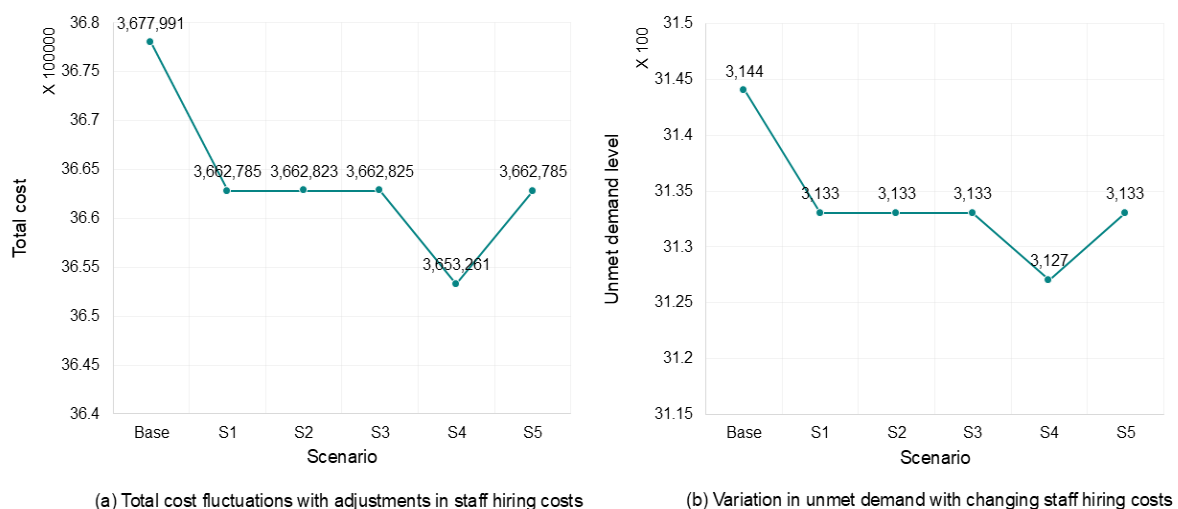 36.8
36.75
36.7
36.65
36.6
36.55
36.5
36.45
36.4
X 100000
Total cost
3,677,991
3,662,785
3,662,823
3,662,825
3,653,261
3,662,785
Base S1 S2 S3 S4 S5
Scenario
(a) Total cost fluctuations with adjustments in staff hiring costs
31.5
31.45
31.4
31.35
31.3
31.25
31.2
31.15
X 100
Unmet demand level
3,144
3,133
3,133
3,133
3,127
3,133
Base S1 S2 S3 S4 S5
Scenario
(b) Variation in unmet demand with changing staff hiring costs